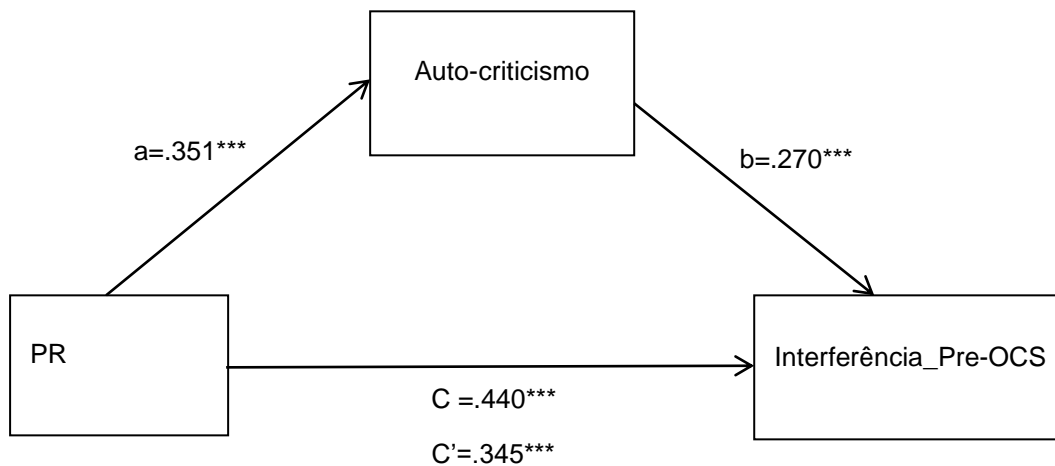 Auto-criticismo
a=.351***
b=.270***
PR
Interferência_Pre-OCS
C =.440***
C’=.345***